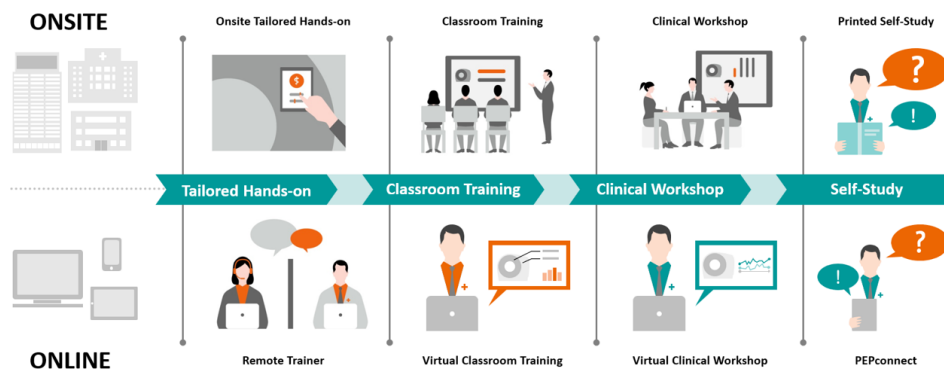 ONSITE
Onsite Tailored Hands-on
Classroom Training
Clinical Workshop
Printed Self-Study
?
!
Tailored Hands-on
Classroom Training
Clinical Workshop
Self-Study
?
!
ONLINE
Remote Trainer
Virtual Classroom Training
Virtual Clinical Workshop
PEPconnect